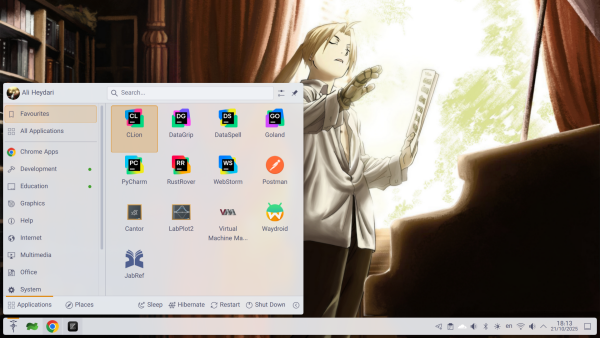 Ali Heydari
Search...
Favourites
All Applications
Chrome Apps
Development
Education
Graphics
Help
Internet
Multimedia
Office
System
CL
CLion
DG
DataGrip
DS
DataSpell
GO
Goland
PC
PyCharm
RR
RustRover
WS
WebStorm
Postman
Cantor
LabPlot2
Virtual
Machine Ma...
Waydroid
JabRef
Applications
Places
Sleep
Hibernate
Restart
Shut Down
en
18:13
21/10/2025